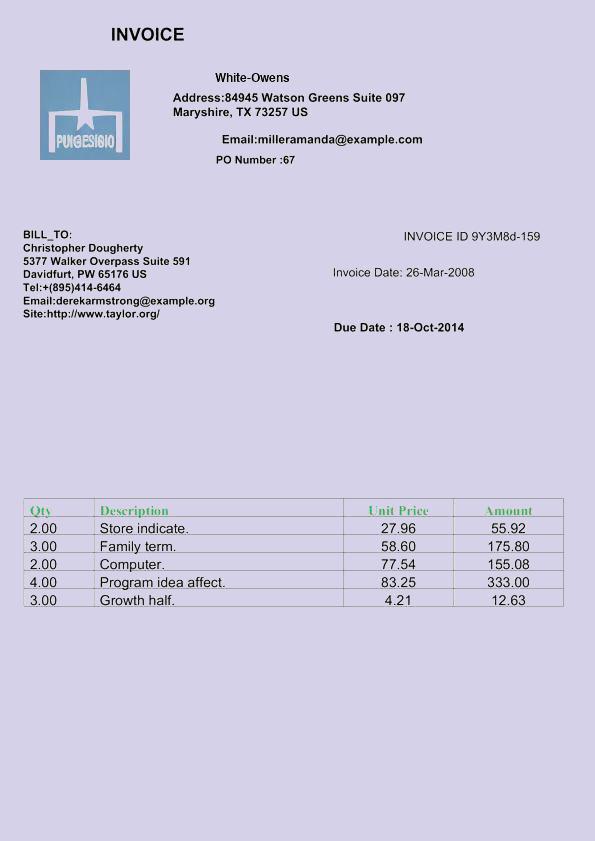 INVOICE
White-Owens
Address:84945 Watson Greens Suite 097
Maryshire, TX 73257 US
Email:milleramanda@example.com
PO Number :67
PUIGESIGIO
BILL_TO:
Christopher Dougherty
5377 Walker Overpass Suite 591
Davidfurt, PW 65176 US
Tel:+(895)414-6464
Email:derekarmstrong@example.org
Site:http://www.taylor.org/
INVOICE ID 9Y3M8d-159
Invoice Date: 26-Mar-2008
Due Date : 18-Oct-2014
Qty Description Unit Price Amount
2.00 Store indicate. 27.96 55.92
3.00 Family term. 58.60 175.80
2.00 Computer. 77.54 155.08
4.00 Program idea affect. 83.25 333.00
3.00 Growth half. 4.21 12.63